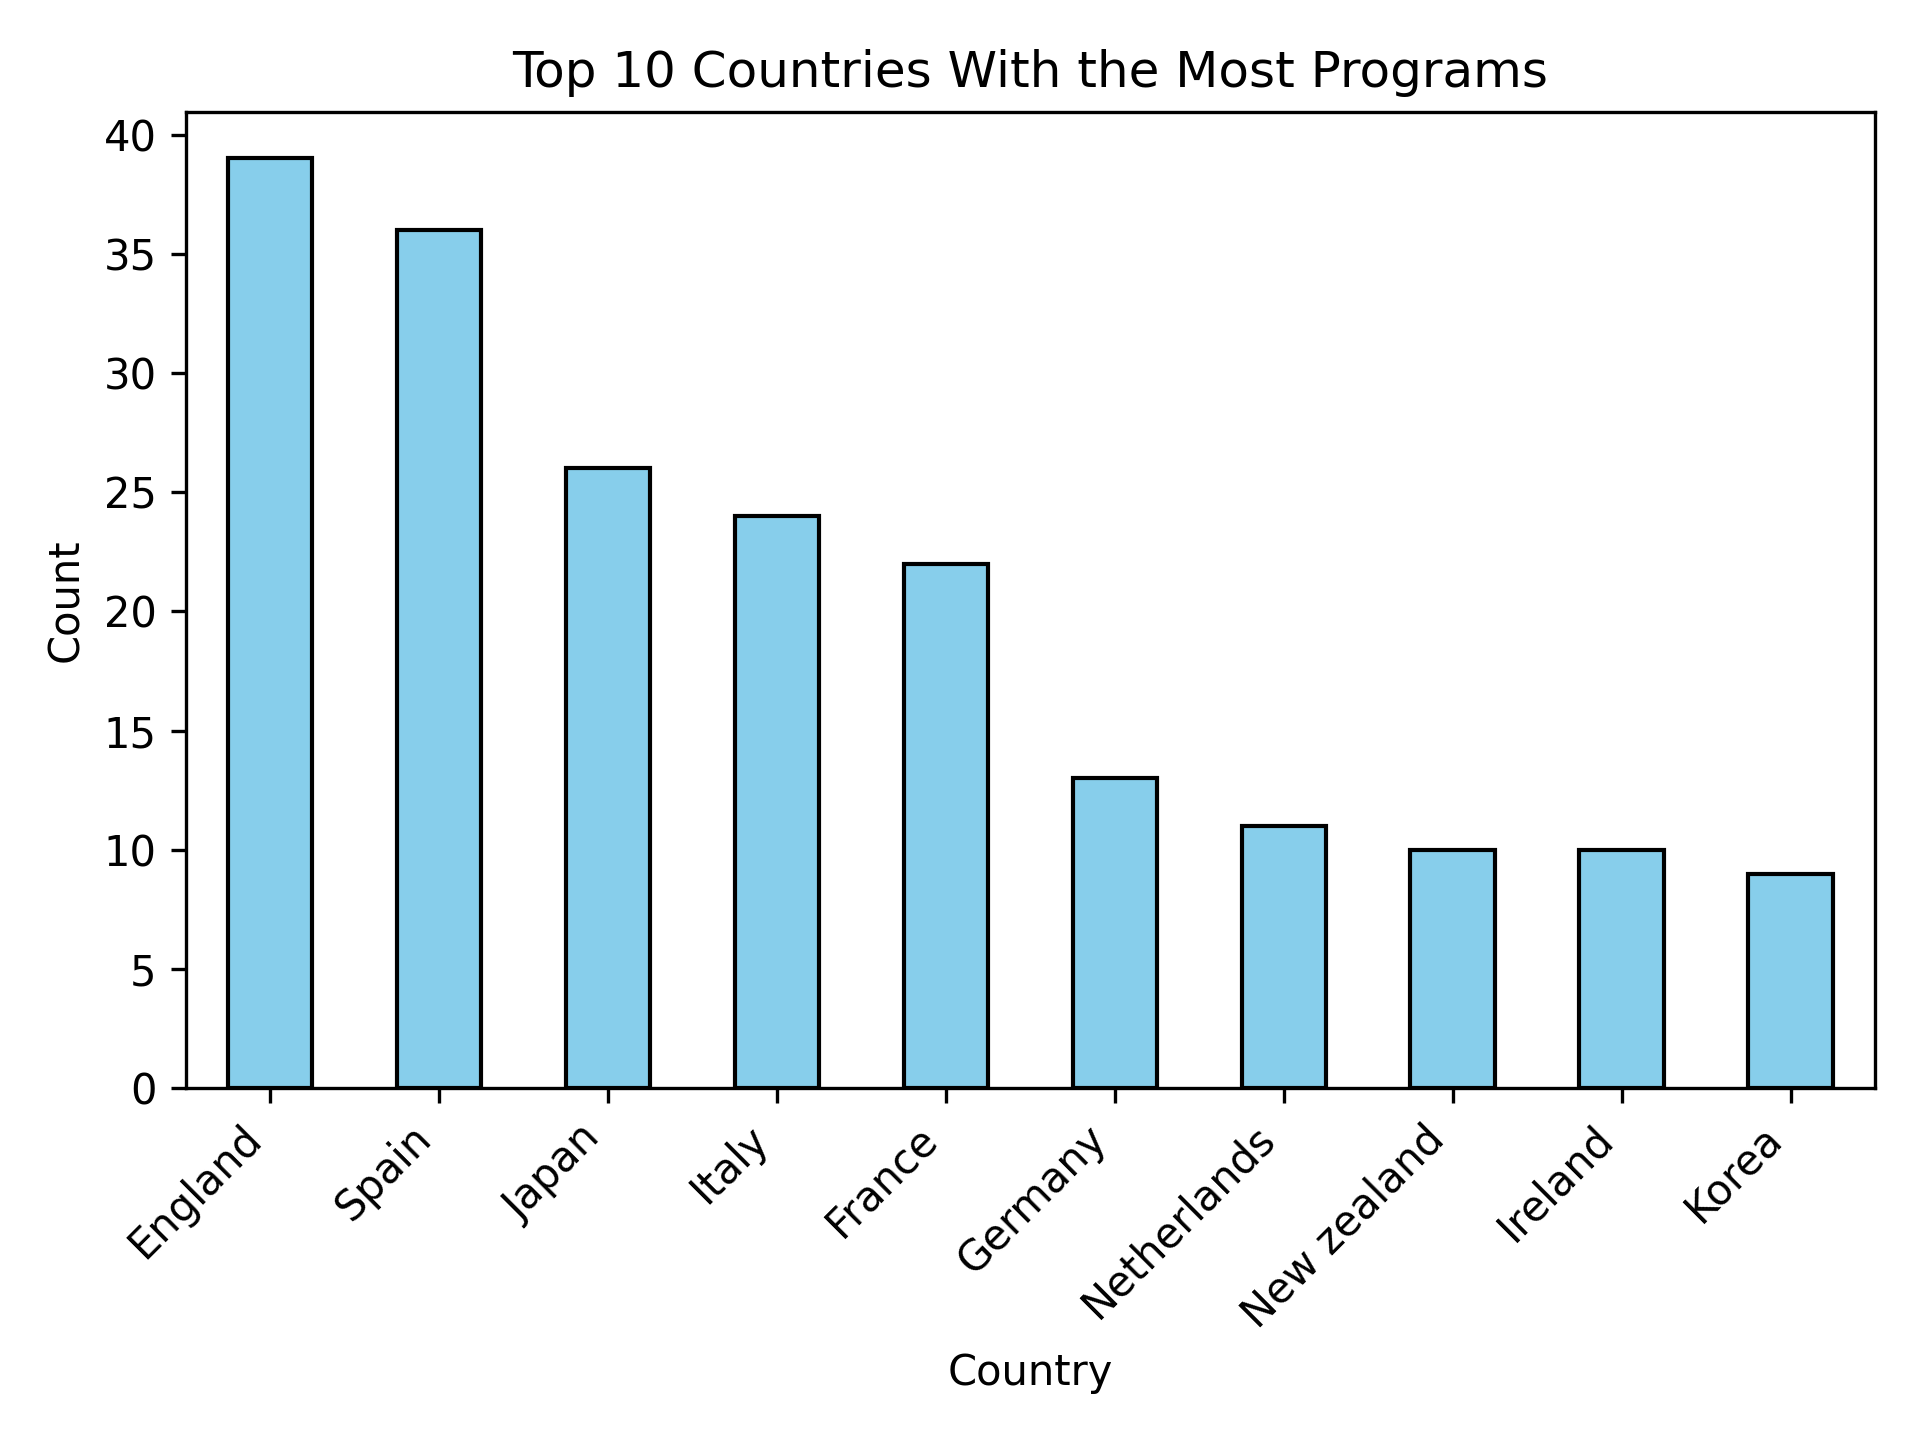 Top 10 Countries With the Most Programs
40
35
30
25
20
15
10
5
0
Count
England
Spain
Japan
Italy
France
Germany
Netherlands
New zealand
Ireland
Korea
Country